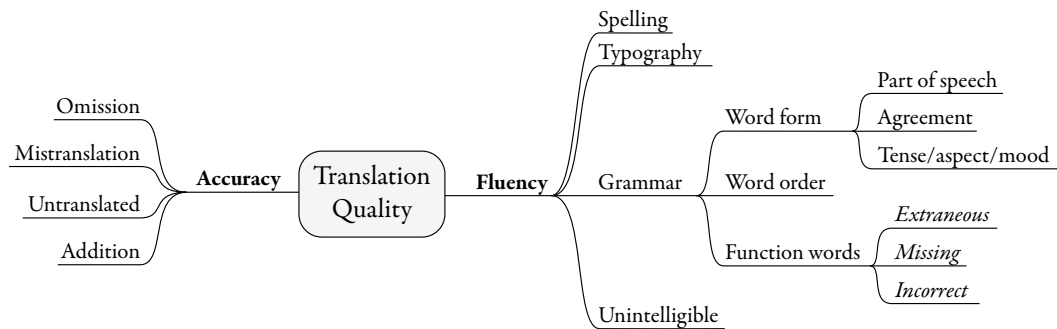 Omission
Mistranslation
Untranslated
Addition
Accuracy
Translation
Quality
Fluency
Spelling
Typography
Grammar
Unintelligible
Word form
Word order
Function words
Part of speech
Agreement
Tense/aspect/mood
Extraneous
Missing
Incorrect